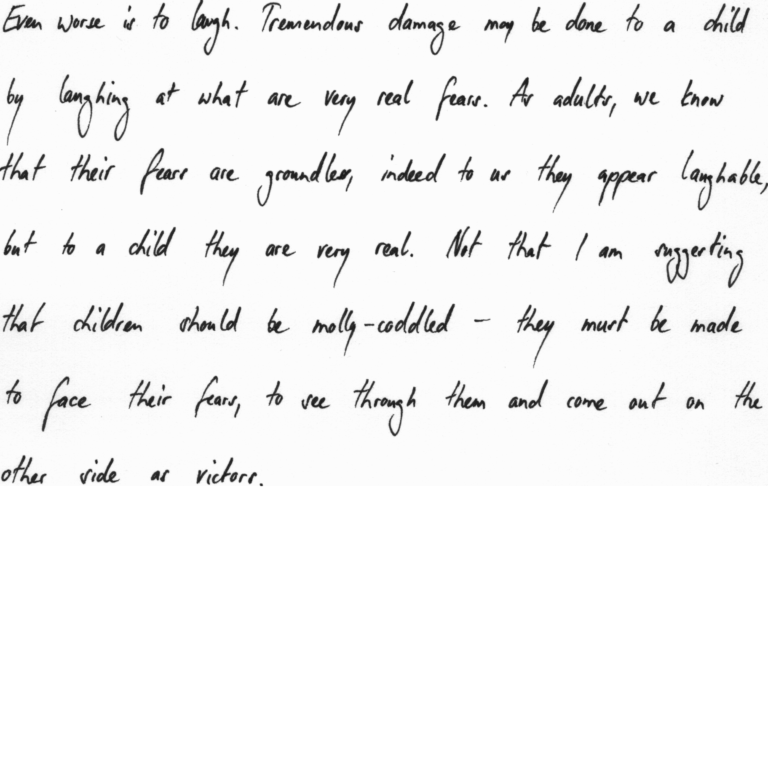 Even worse is to laugh. Tremendous damage may be done to a child
by laughing at what are very real fears. As adults, we know
that their fears are groundless, indeed to us they appear laughable,
but to a child they are very real. Not that I am suggesting
that children should be molly-coddled - they must be made
to face their fears, to see through them and come out on the
other side as victors.